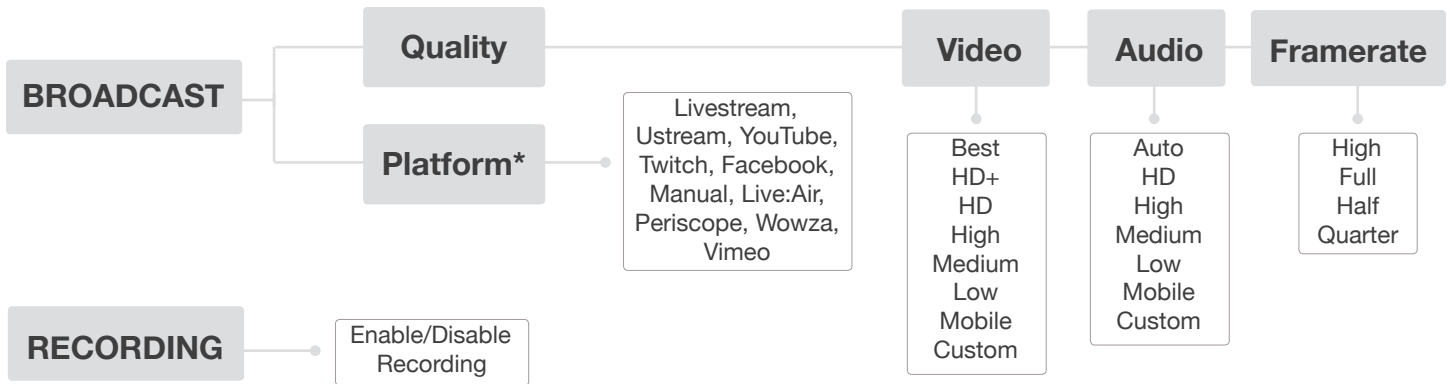 BROADCAST
Quality
Platform*
Livestream,
Ustream, YouTube,
Twitch, Facebook,
Manual, Live:Air,
Periscope, Wowza,
Vimeo
Video
Best
HD+
HD
High
Medium
Low
Mobile
Custom
Audio
Auto
HD
High
Medium
Low
Mobile
Custom
Framerate
High
Full
Half
Quarter
RECORDING
Enable/Disable
Recording